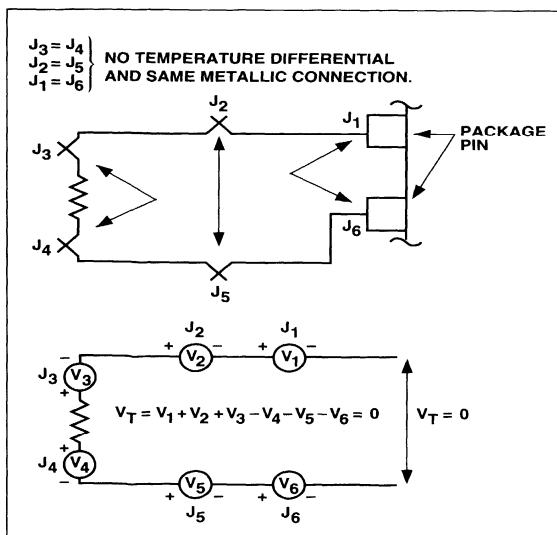 J3 = J4
J2 = J5
J1 = J6
NO TEMPERATURE DIFFERENTIAL
AND SAME METALLIC CONNECTION.
J2
J1
PACKAGE
PIN
J3
J4
J6
J5
J2
J1
+ V2 −
+ V1 −
J3
− V3 +
VT = V1 + V2 + V3 − V4 − V5 − V6 = 0
VT = 0
J4
+ V4 −
+ V5 −
+ V6 −
J5
J6